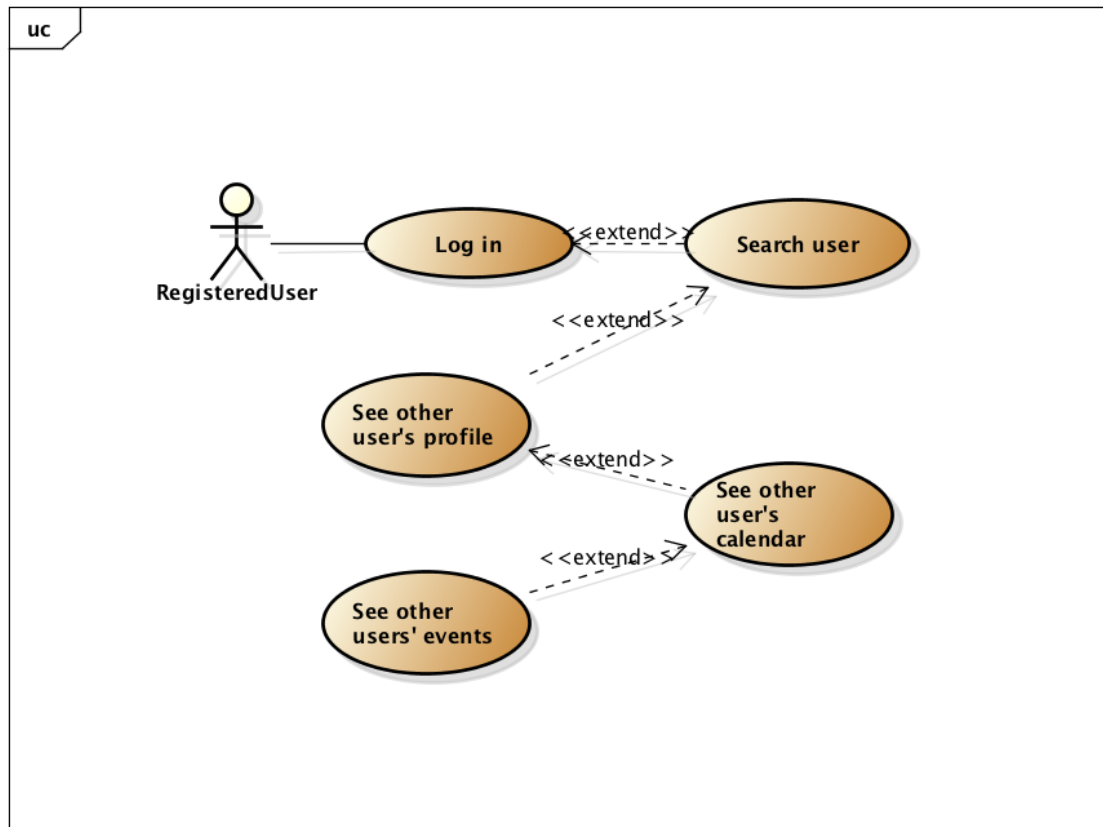 uc
Log in
<<extend>>
Search user
RegisteredUser
<<extend>>
See other
user's profile
<<extend>>
See other
user's
calendar
<<extend>>
See other
users' events